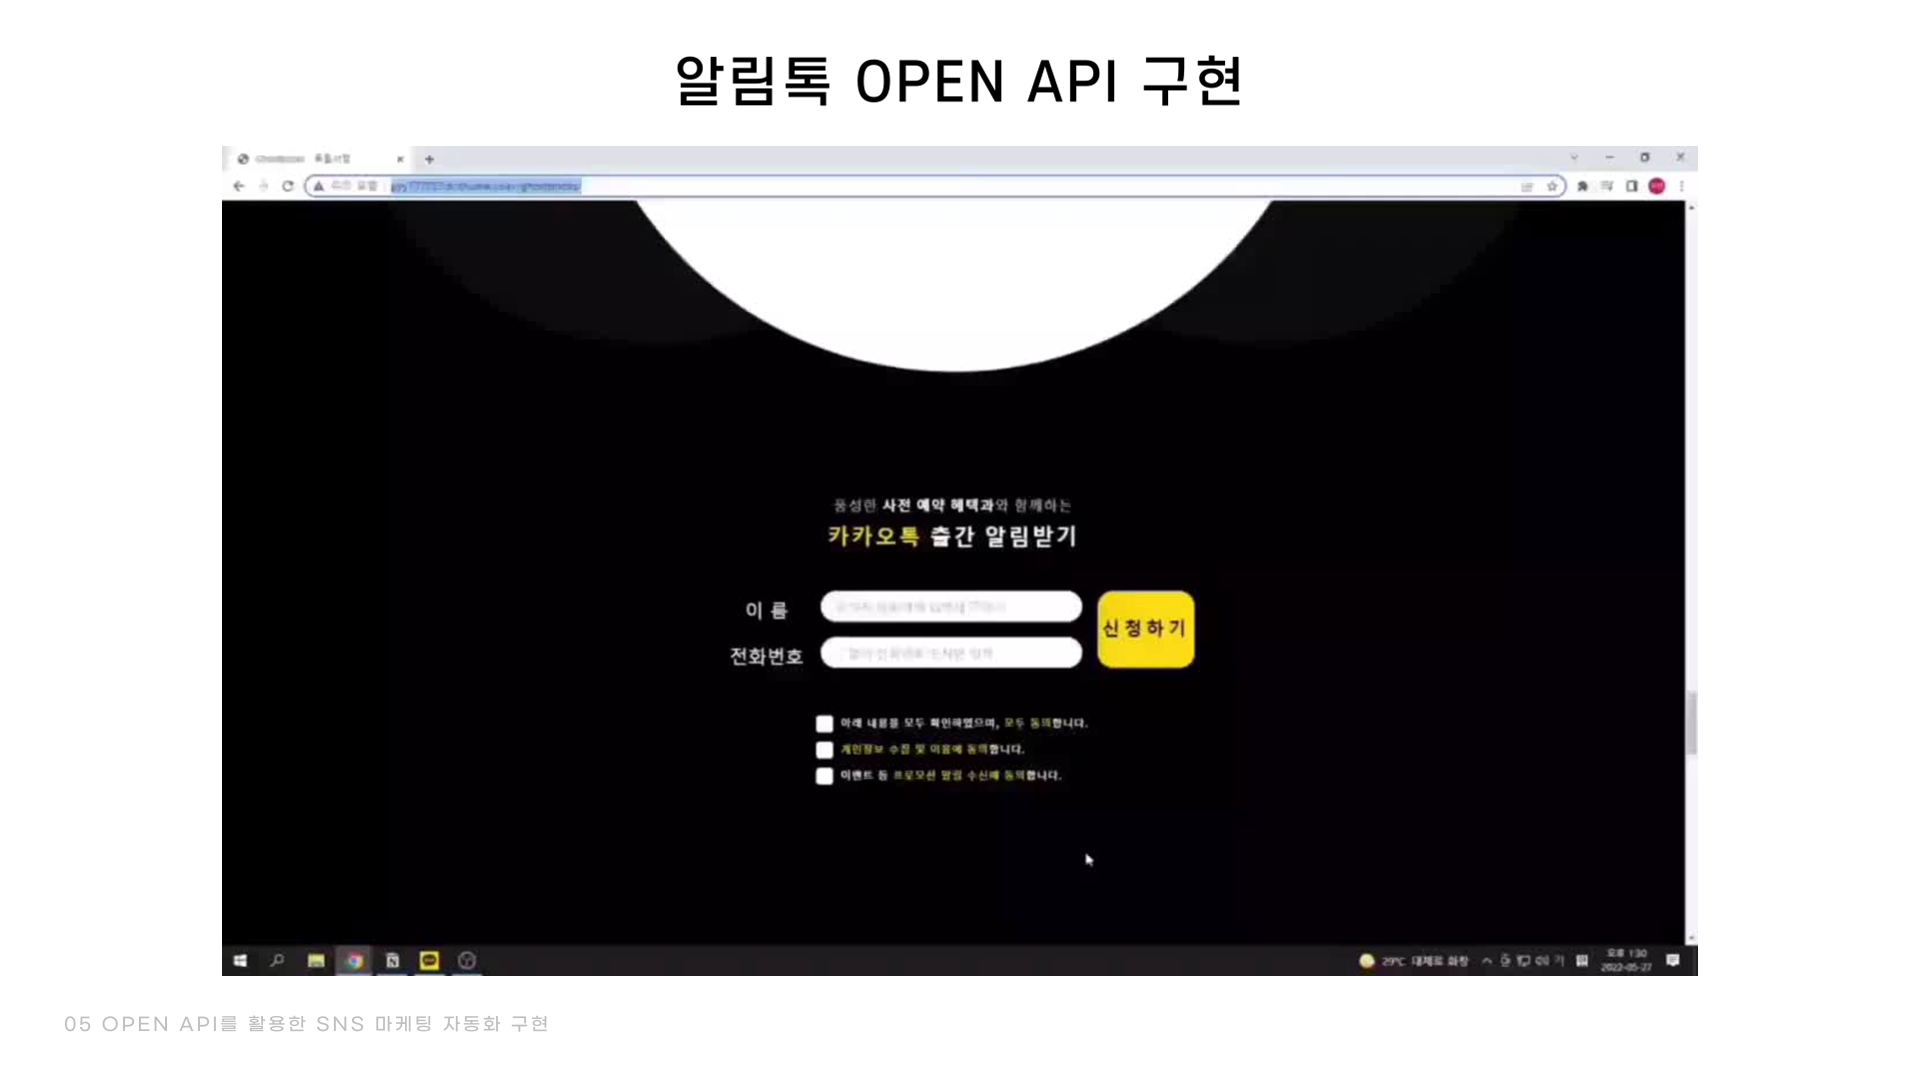 알림톡 OPEN API 구현
풍성한 사전 예약 혜택과와 함께하는
카카오톡 출간 알림받기
이 름
신청하기
전화번호
아래 내용을 모두 확인하였으며, 모두 동의합니다.
개인정보 수집 및 이용에 동의합니다.
이벤트 등 프로모션 알림 수신에 동의합니다.
29°C 대체로 화창
오후 1:30
2022-05-27
05 OPEN API를 활용한 SNS 마케팅 자동화 구현